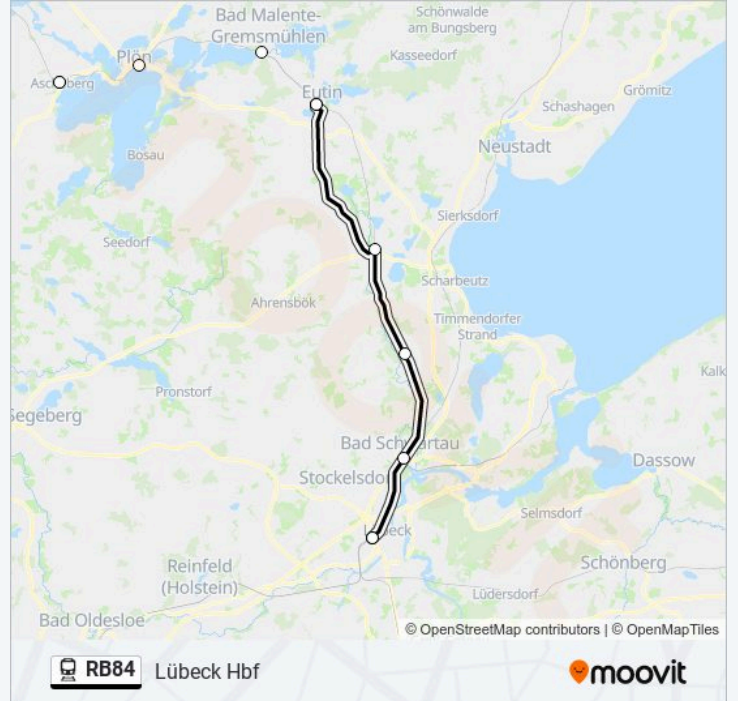 Bad Malente-
Gremsmühlen
Schönwalde
am Bungsberg
Plön
Kasseedorf
Eutin
Grömitz
Schashagen
Neustadt
Bosau
Sierksdorf
Seedorf
Scharbeutz
Ahrensbök
Timmendorfer
Strand
Kalk
Pronstorf
Segeberg
Bad Schwartau
Dassow
Stockelsdorf
Selmsdorf
Lübeck
Schönberg
Reinfeld
(Holstein)
Lüdersdorf
Bad Oldesloe
© OpenStreetMap contributors | © OpenMapTiles
RB84 Lübeck Hbf
moovit